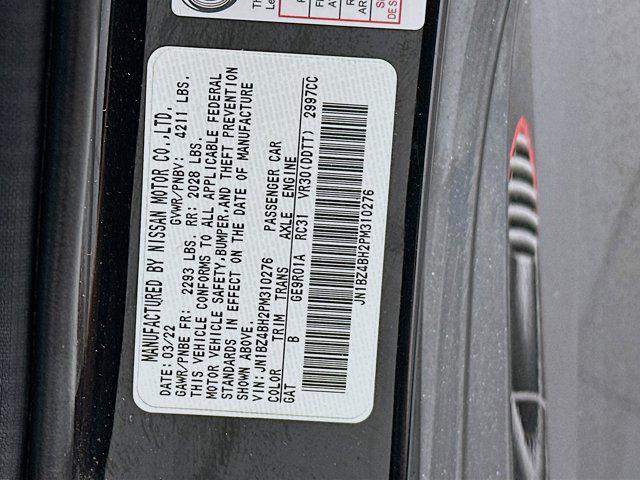 MANUFACTURED BY NISSAN MOTOR CO.,LTD.
DATE: 03/22 GVWR/PNBV: 4211 LBS.
GAWR/PNBE FR: 2293 LBS. RR: 2028 LBS.
THIS VEHICLE CONFORMS TO ALL APPLICABLE FEDERAL
MOTOR VEHICLE SAFETY,BUMPER,AND THEFT PREVENTION
STANDARDS IN EFFECT ON THE DATE OF MANUFACTURE
SHOWN ABOVE.
VIN: JN1BZ4BH2PM310276 PASSENGER CAR
COLOR TRIM TRANS AXLE ENGINE
GAT B GE9R01A RC31 VR30(DDTT) 2997CC
JN1BZ4BH2PM310276